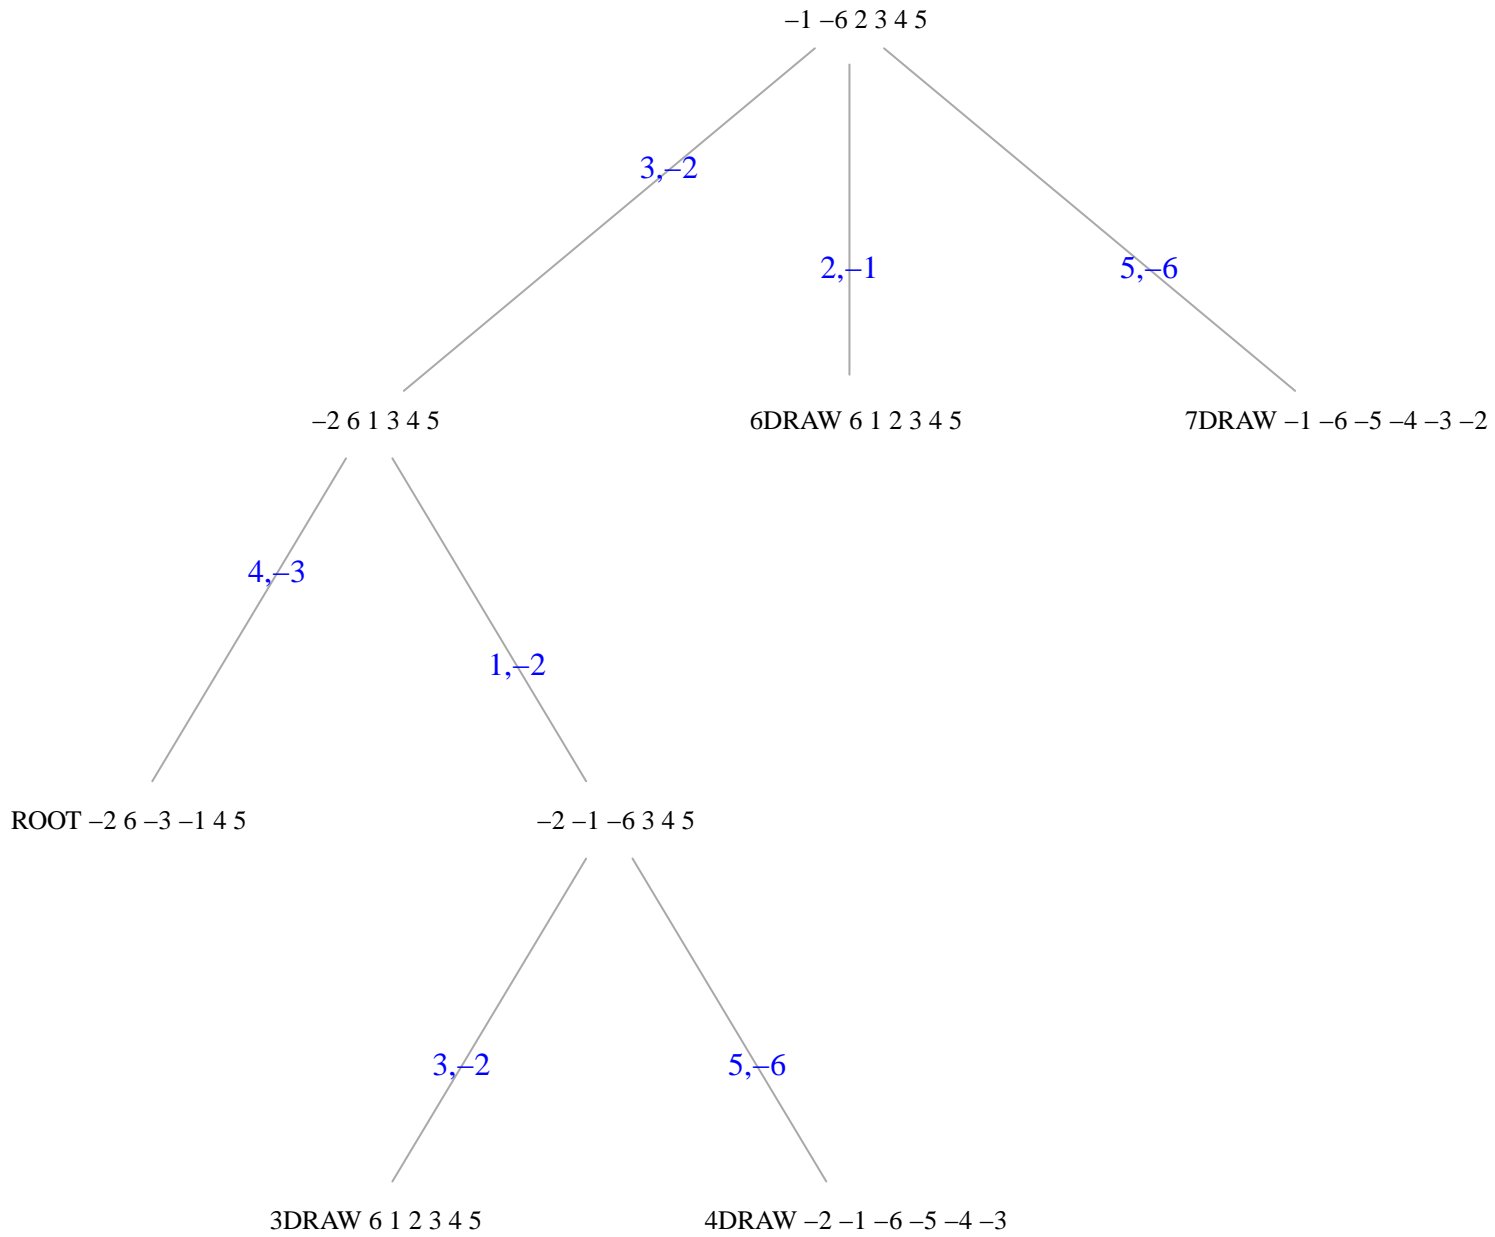 –1 –6 2 3 4 5
3,–2
2,–1
5,–6
–2 6 1 3 4 5
6DRAW 6 1 2 3 4 5
7DRAW –1 –6 –5 –4 –3 –2
4,–3
1,–2
ROOT –2 6 –3 –1 4 5
–2 –1 –6 3 4 5
3,–2
5,–6
3DRAW 6 1 2 3 4 5
4DRAW –2 –1 –6 –5 –4 –3